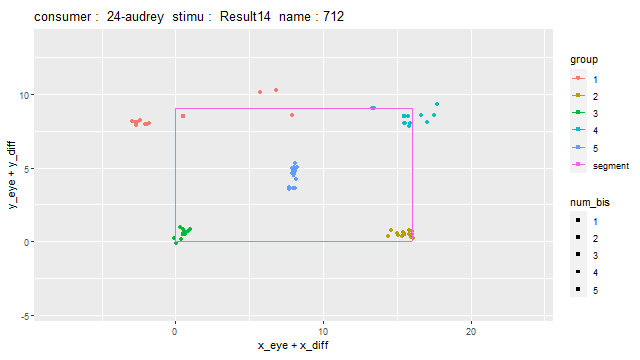 consumer : 24-audrey stimu : Result14 name : 712
10
5
0
-5
y_eye + y_diff
0
10
20
x_eye + x_diff
group
1
2
3
4
5
segment
num_bis
1
2
3
4
5